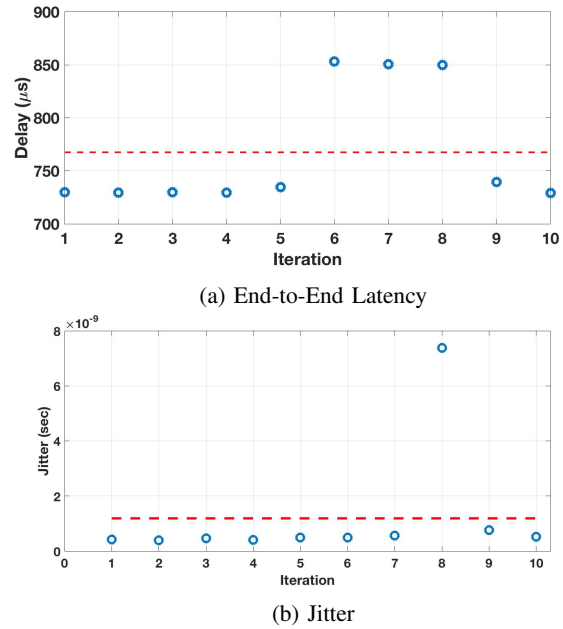 900
850
800
750
700
Delay (μs)
1 2 3 4 5 6 7 8 9 10
Iteration
(a) End-to-End Latency
×10⁻⁹
8
6
4
2
0
Jitter (sec)
0 1 2 3 4 5 6 7 8 9 10
Iteration
(b) Jitter